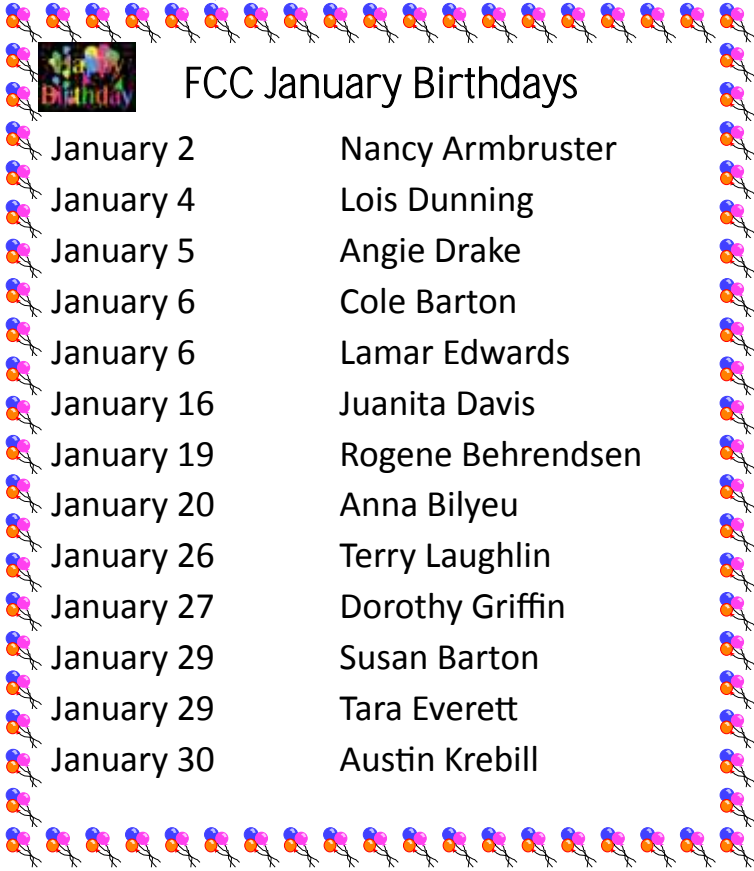 Happy
Birthday
FCC January Birthdays
January 2 Nancy Armbruster
January 4 Lois Dunning
January 5 Angie Drake
January 6 Cole Barton
January 6 Lamar Edwards
January 16 Juanita Davis
January 19 Rogene Behrendsen
January 20 Anna Bilyeu
January 26 Terry Laughlin
January 27 Dorothy Griffin
January 29 Susan Barton
January 29 Tara Everett
January 30 Austin Krebill